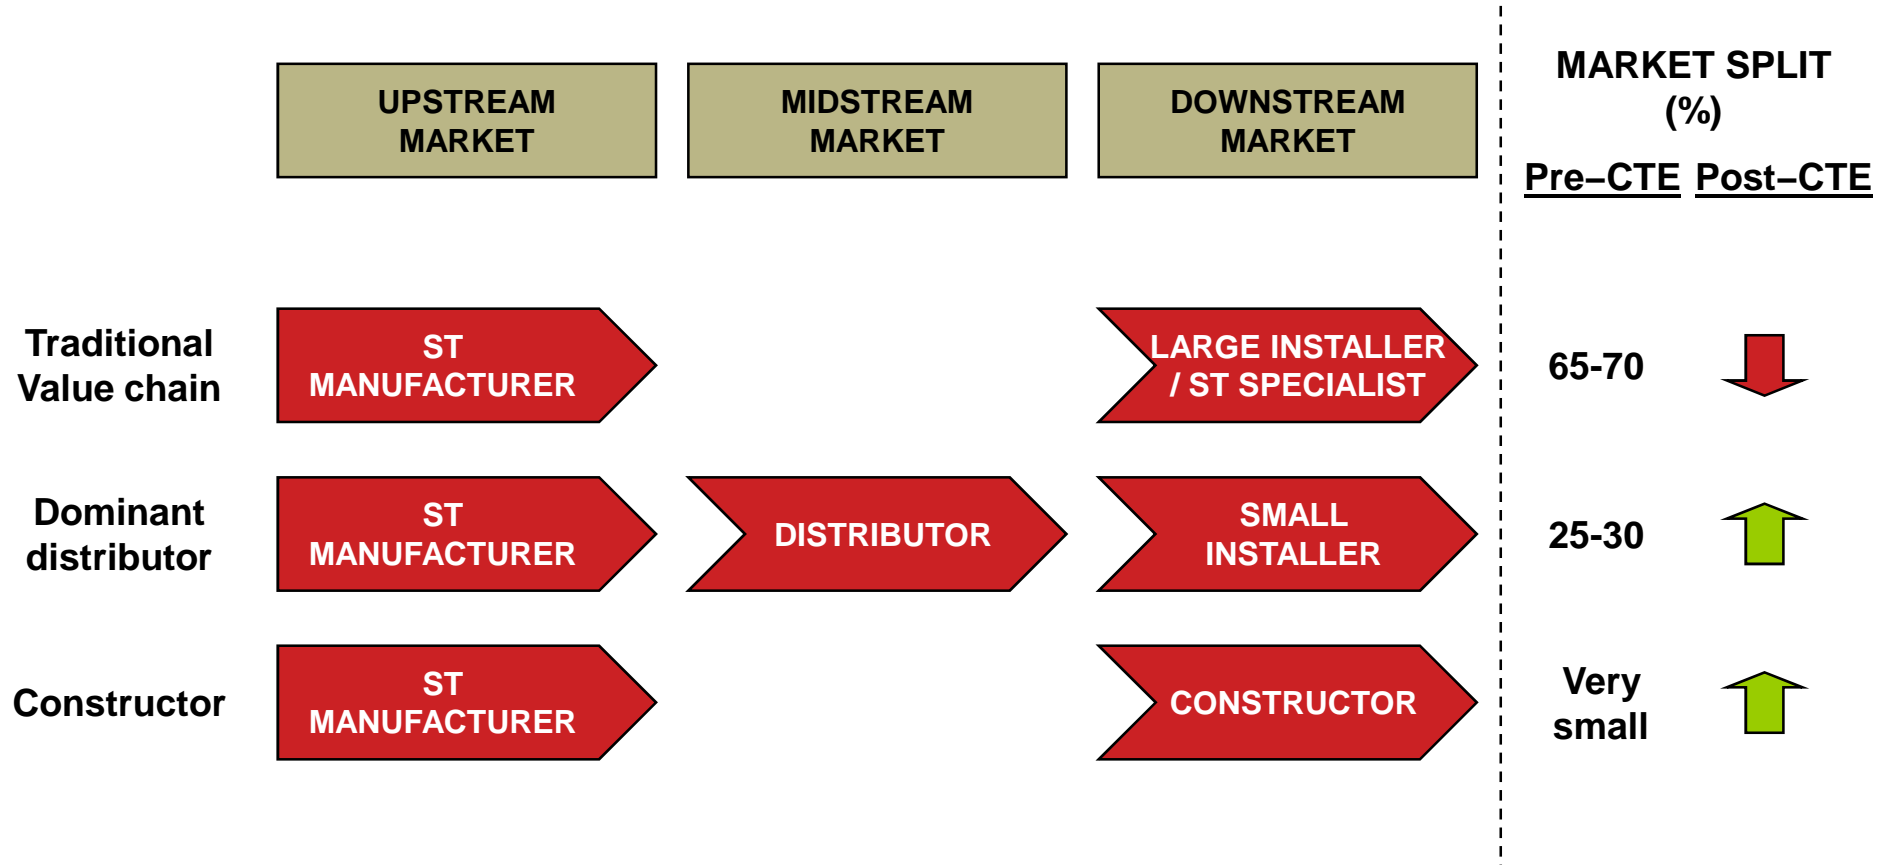 UPSTREAM
MARKET
MIDSTREAM
MARKET
DOWNSTREAM
MARKET
MARKET SPLIT
(%)
Pre–CTE Post–CTE
Traditional
Value chain
ST
MANUFACTURER
LARGE INSTALLER
/ ST SPECIALIST
65-70
Dominant
distributor
ST
MANUFACTURER
DISTRIBUTOR
SMALL
INSTALLER
25-30
Constructor
ST
MANUFACTURER
CONSTRUCTOR
Very
small